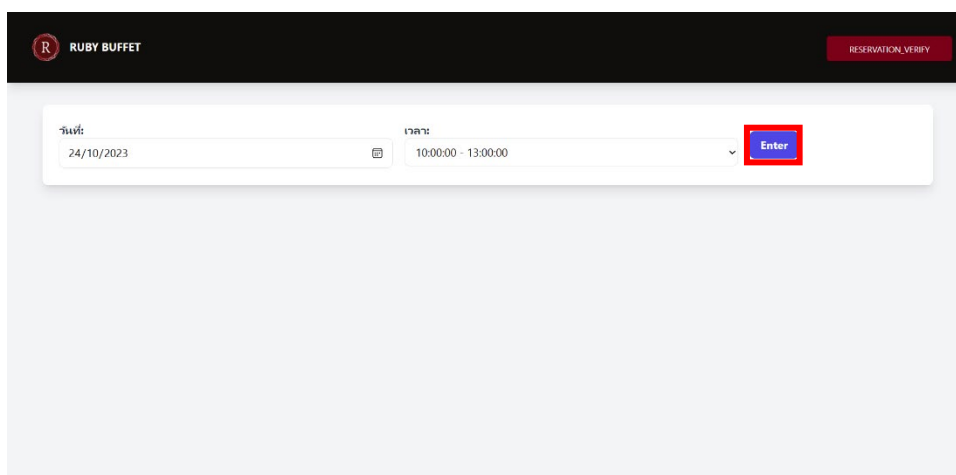 R RUBY BUFFET
RESERVATION_VERIFY
วันที่: เวลา:
24/10/2023 10:00:00 - 13:00:00 Enter